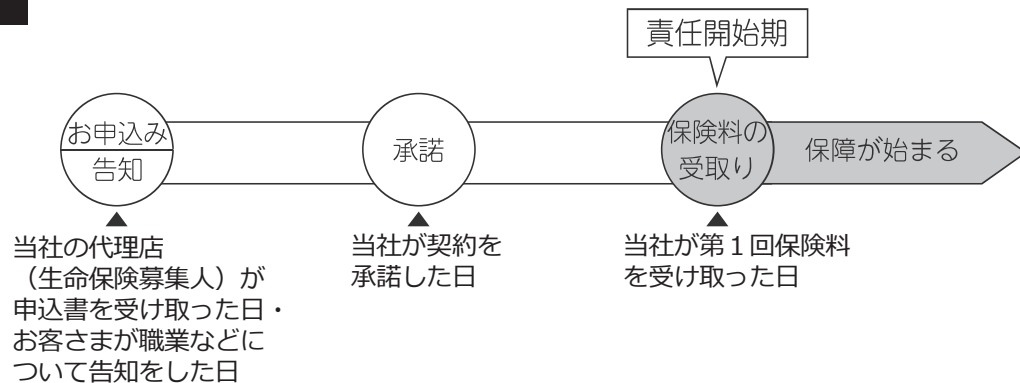 責任開始期
お申込み
告知
承諾
保険料の
受取り
保障が始まる
当社の代理店
（生命保険募集人）が
申込書を受け取った日・
お客さまが職業などに
ついて告知をした日
当社が契約を
承諾した日
当社が第１回保険料
を受け取った日